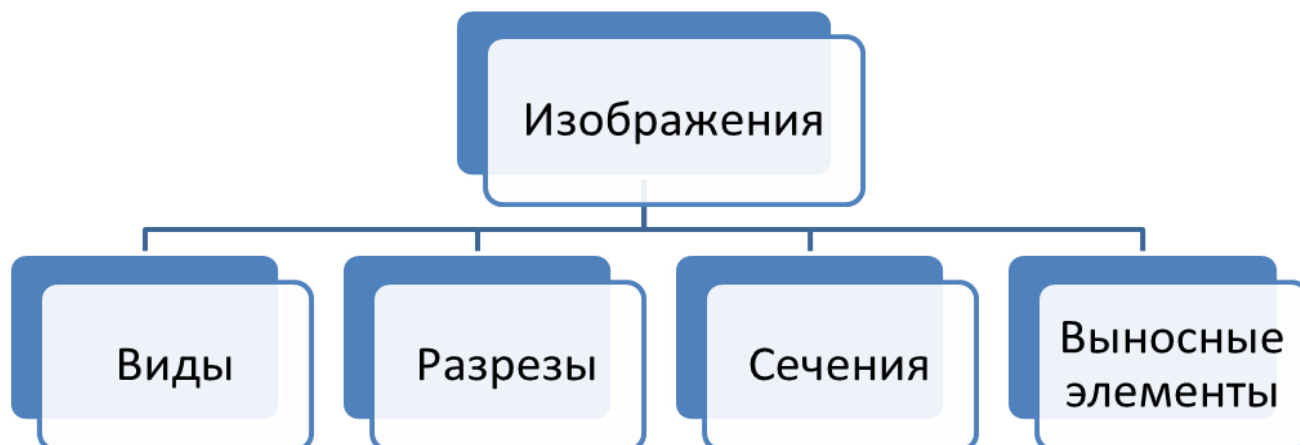 Изображения
Виды
Разрезы
Сечения
Выносные
элементы